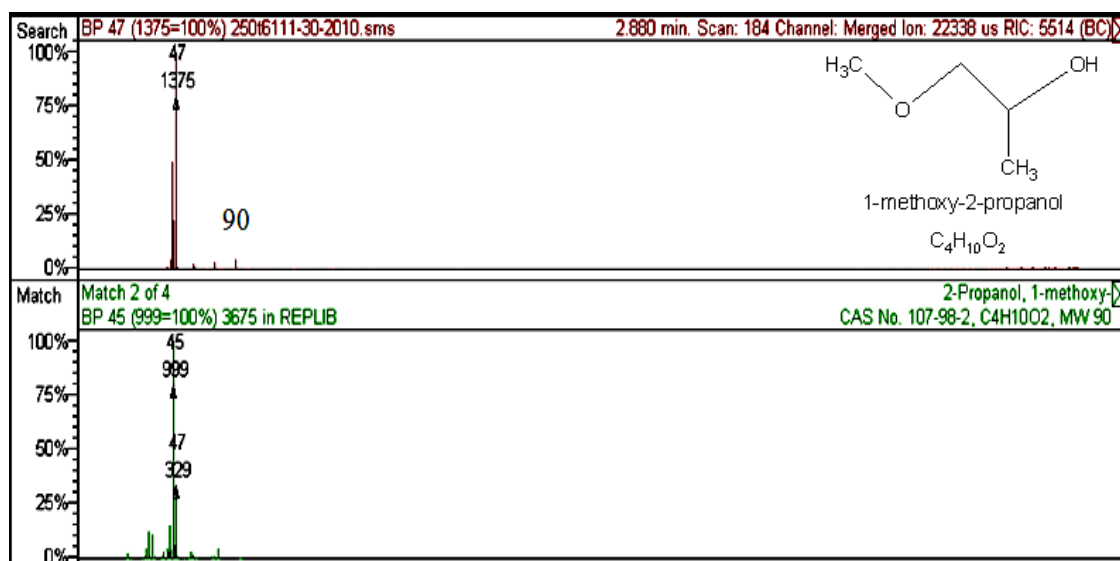 Search BP 47 (1375=100%) 250t6111-30-2010.sms 2.880 min. Scan: 184 Channel: Merged Ion: 22338 us RIC: 5514 (BC)
100%
47
1375
75%
50%
25%
0%
90
H3C
O
OH
CH3
1-methoxy-2-propanol
C4H10O2
Match Match 2 of 4 2-Propanol, 1-methoxy-
BP 45 (999=100%) 3675 in REPLIB CAS No. 107-98-2, C4H10O2, MW 90
100%
45
999
75%
50%
47
329
25%
0%